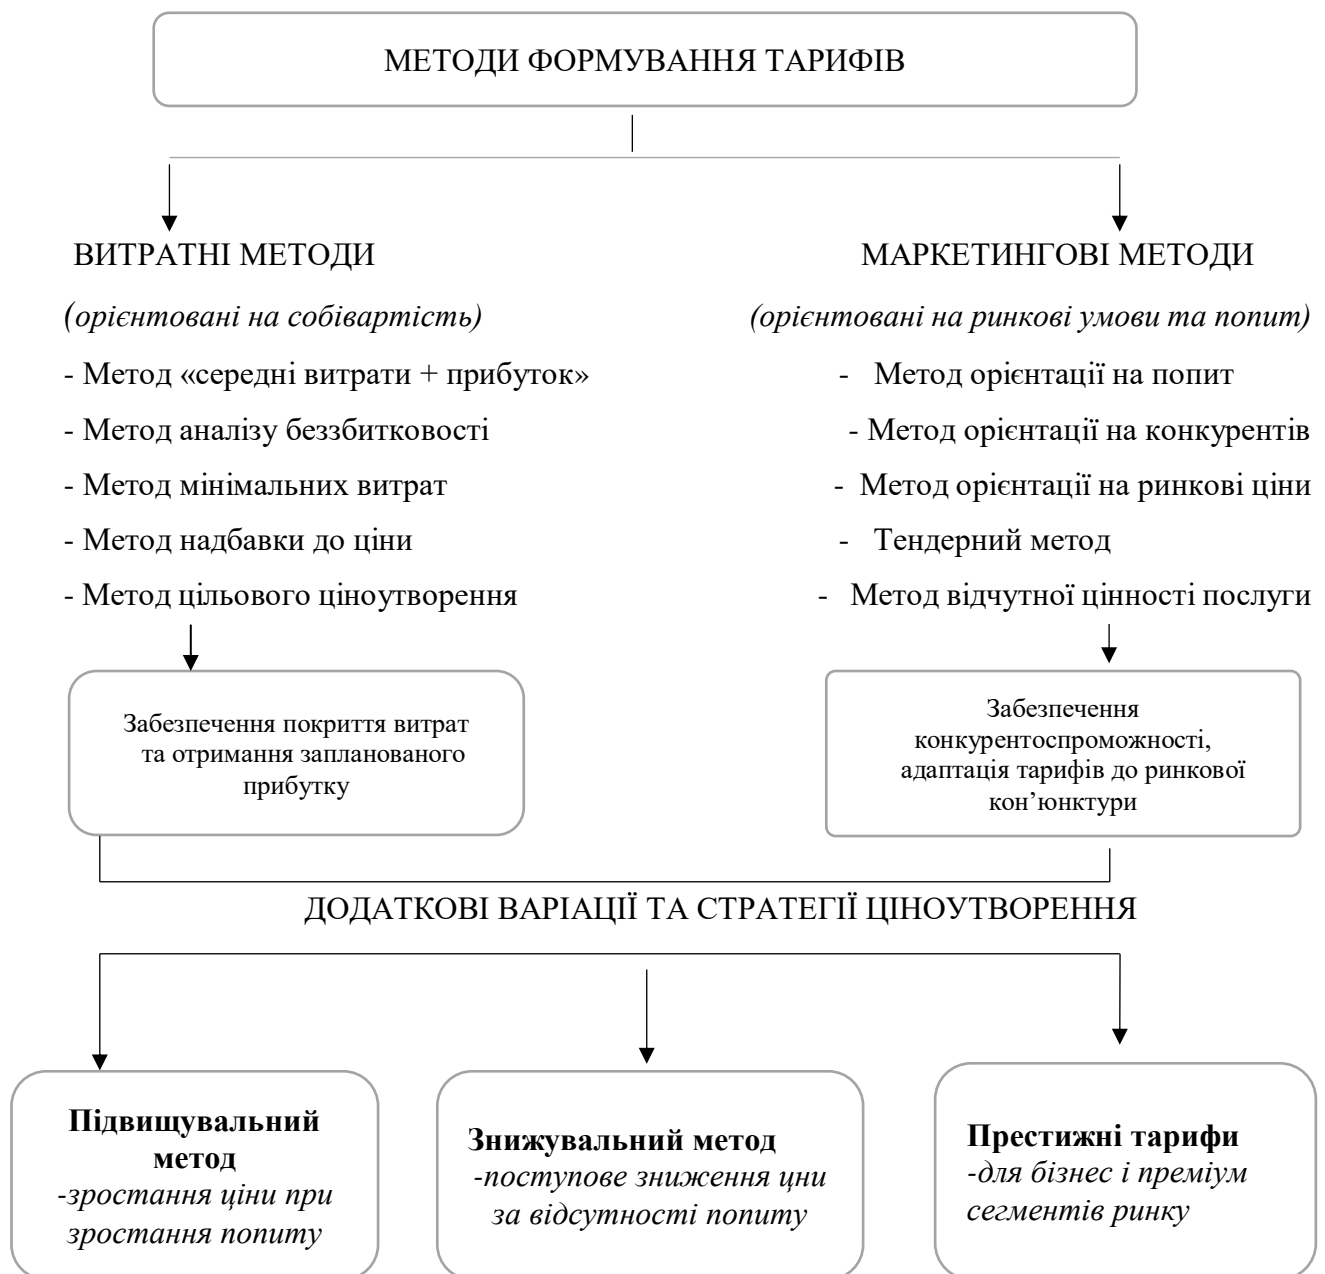 МЕТОДИ ФОРМУВАННЯ ТАРИФІВ
ВИТРАТНІ МЕТОДИ
(орієнтовані на собівартість)
- Метод «середні витрати + прибуток»
- Метод аналізу беззбитковості
- Метод мінімальних витрат
- Метод надбавки до ціни
- Метод цільового ціноутворення
МАРКЕТИНГОВІ МЕТОДИ
(орієнтовані на ринкові умови та попит)
- Метод орієнтації на попит
- Метод орієнтації на конкурентів
- Метод орієнтації на ринкові ціни
- Тендерний метод
- Метод відчутної цінності послуги
Забезпечення покриття витрат
та отримання запланованого
прибутку
Забезпечення
конкурентоспроможності,
адаптація тарифів до ринкової
кон’юнктури
ДОДАТКОВІ ВАРІАЦІЇ ТА СТРАТЕГІЇ ЦІНОУТВОРЕННЯ
Підвищувальний
метод
-зростання ціни при
зростання попиту
Знижувальний метод
-поступове зниження цни
за відсутності попиту
Престижні тарифи
-для бізнес і преміум
сегментів ринку